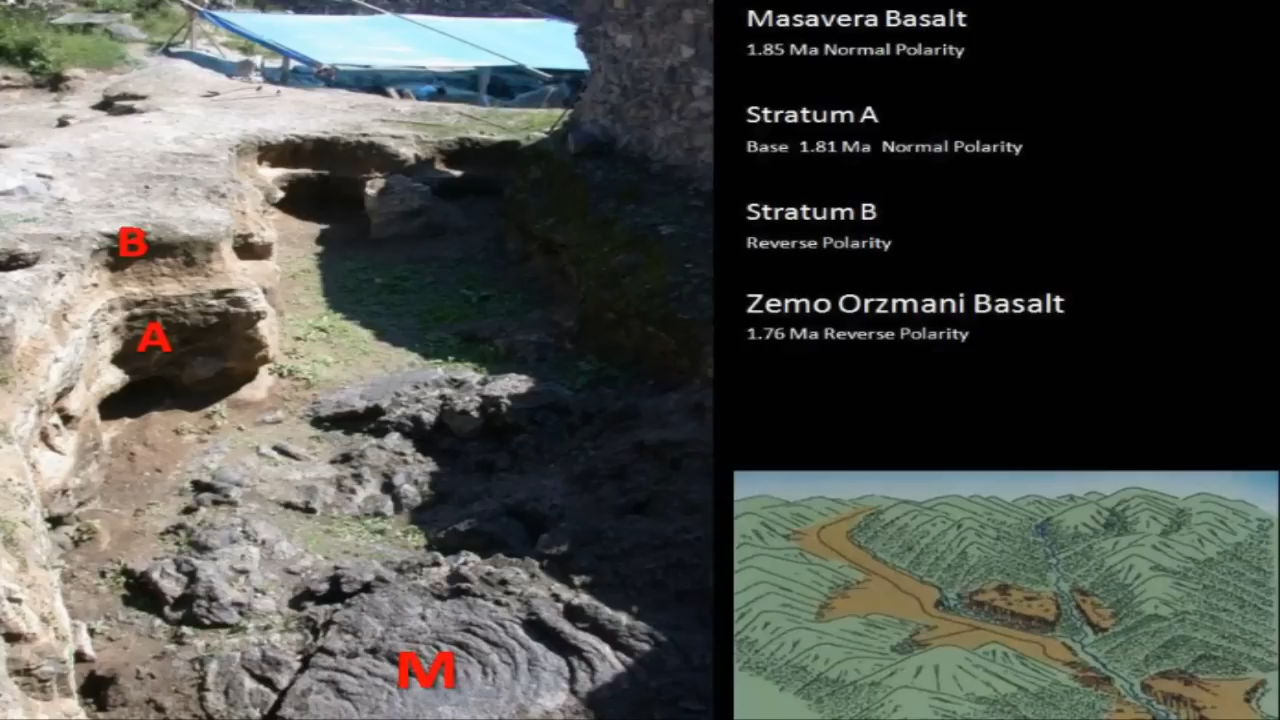 Masavera Basalt
1.85 Ma Normal Polarity
Stratum A
Base 1.81 Ma Normal Polarity
Stratum B
Reverse Polarity
Zemo Orzmani Basalt
1.76 Ma Reverse Polarity
B
A
M